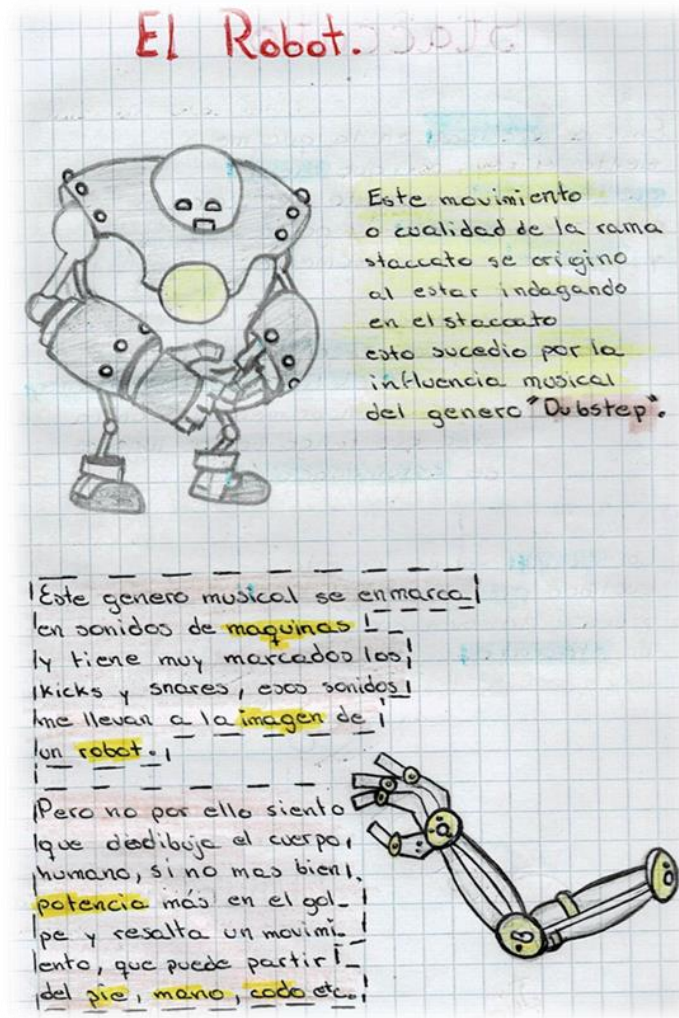 El Robot.
Este movimiento
o cualidad de la rama
staccato se origino
al estar indagando
en el staccato
esto sucedio por la
influencia musical
del genero "Dubstep".
Este genero musical se enmarca
en sonidos de maquinas
y tiene muy marcados los
kicks y snares, esos sonidos
me llevan a la imagen de
un robot.
Pero no por ello siento
que desdibuja el cuerpo
humano, si no mas bien
potencia más en el gol-
pe y resalta un movimi-
ento, que puede partir
del pie, mano, codo etc.